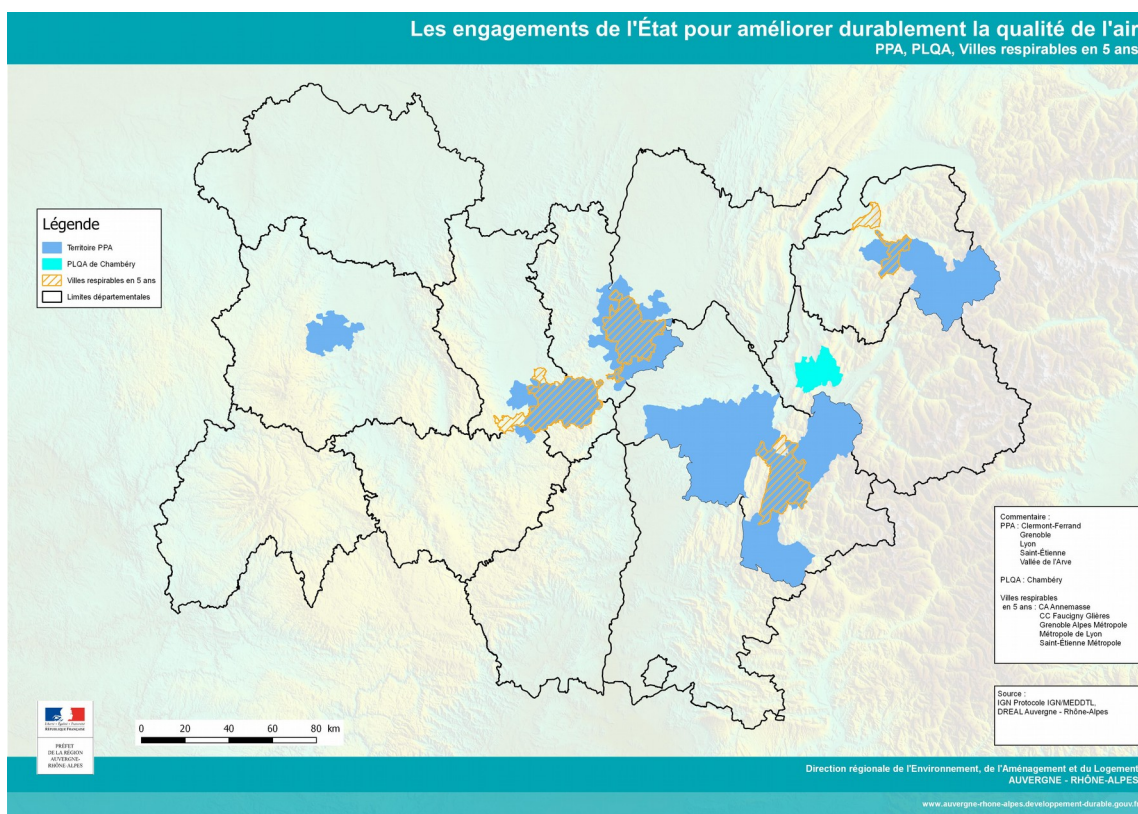 Les engagements de l'État pour améliorer durablement la qualité de l'air
PPA, PLQA, Villes respirables en 5 ans
Légende
Territoire PPA
PLQA de Chambéry
Villes respirables en 5 ans
Limites départementales
Commentaire :
PPA : Clermont-Ferrand
Grenoble
Lyon
Saint-Étienne
Vallée de l'Arve
PLQA : Chambéry
Villes respirables
en 5 ans : CA Annemasse
CC Faucigny Glières
Grenoble Alpes Métropole
Métropole de Lyon
Saint-Étienne Métropole
Source :
IGN Protocole IGN/MEDDTL,
DREAL Auvergne - Rhône-Alpes
Liberté • Égalité • Fraternité
RÉPUBLIQUE FRANÇAISE
PRÉFET
DE LA RÉGION
AUVERGNE-
RHÔNE-ALPES
0 20 40 60 80 km
Direction régionale de l'Environnement, de l'Aménagement et du Logement
AUVERGNE - RHÔNE-ALPES
www.auvergne-rhone-alpes.developpement-durable.gouv.fr